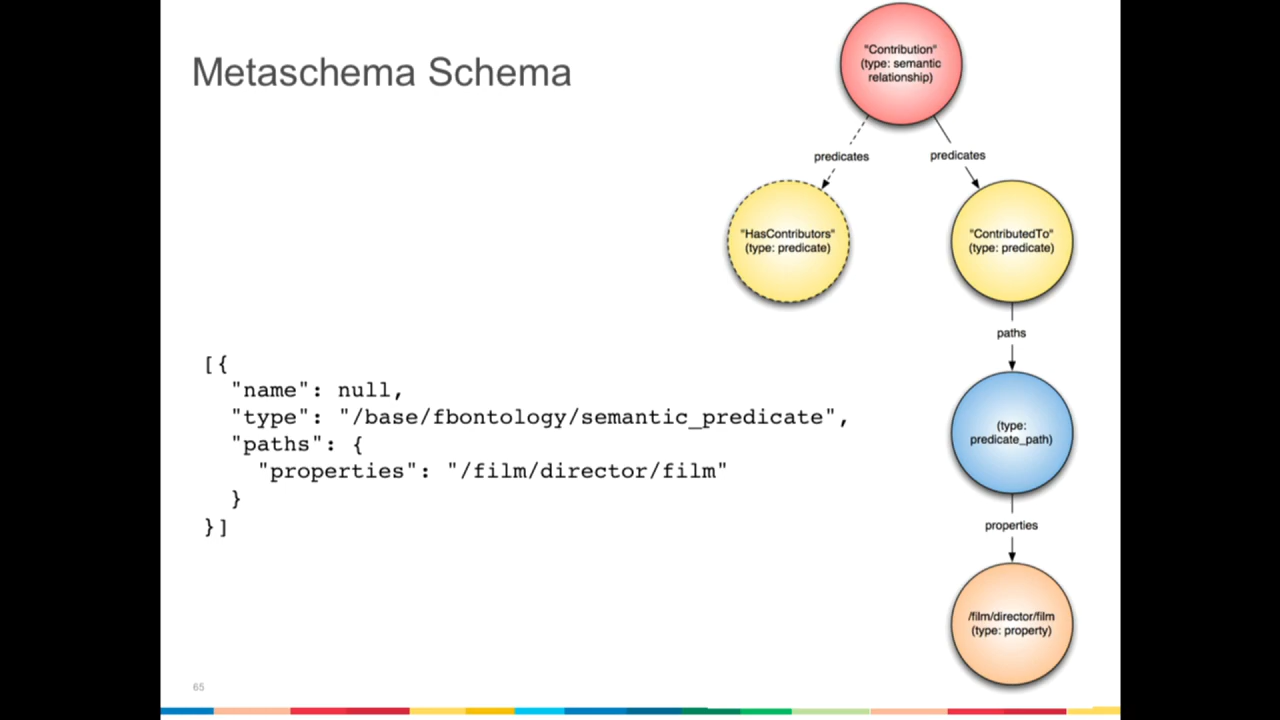 Metaschema Schema
"Contribution"
(type: semantic
relationship)
predicates
predicates
"HasContributors"
(type: predicate)
"ContributedTo"
(type: predicate)
paths
(type:
predicate_path)
properties
/film/director/film
(type: property)
[{
  "name": null,
  "type": "/base/fbontology/semantic_predicate",
  "paths": {
    "properties": "/film/director/film"
  }
}]
65